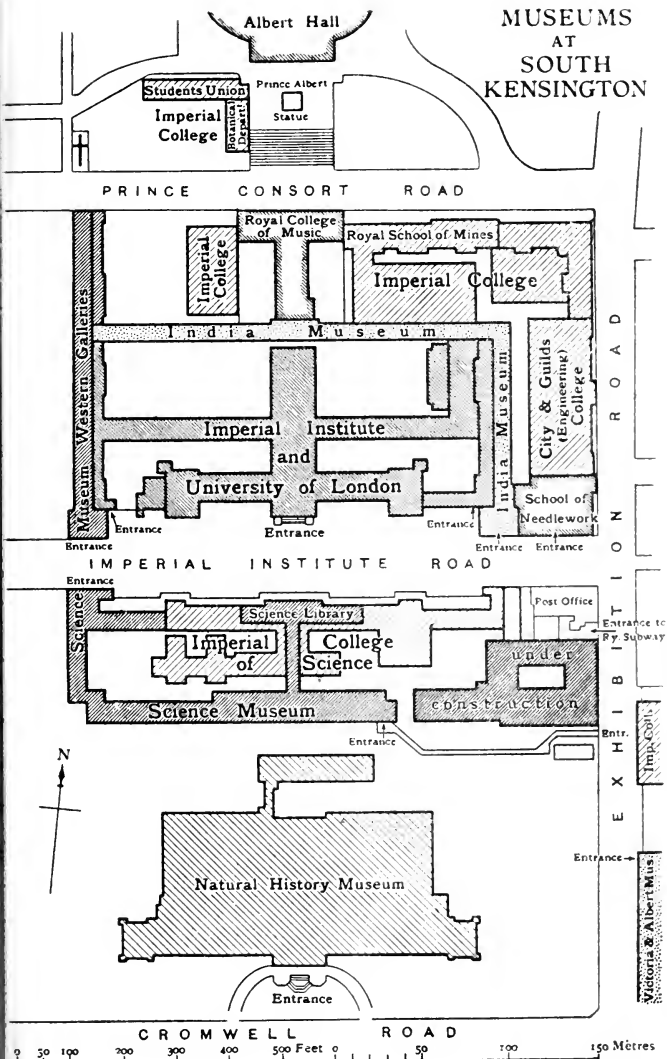 MUSEUMS
AT
SOUTH
KENSINGTON
Albert Hall
Students Union
Imperial
College
Botanical
Depart.
Prince Albert
Statue
PRINCE CONSORT ROAD
Royal College
of Music
Royal School of Mines
Imperial
College
Imperial College
India Museum
Museum Western Galleries
India Museum
City & Guilds
(Engineering)
College
Imperial Institute
and
University of London
School of
Needlework
Entrance
Entrance
Entrance
Entrance
Entrance
Entrance
IMPERIAL INSTITUTE ROAD
Entrance
Science
Science Library
Imperial College
of Science
Post Office
Entrance to
Ry. Subway
under
construction
Science Museum
Entrance
Entr.
Imp. Coll.
EXHIBITION ROAD
N
Natural History Museum
Entrance
Victoria & Albert Mus.
Entrance
CROMWELL ROAD
0 50 100 200 300 400 500 Feet 0 50 100 150 Mètres